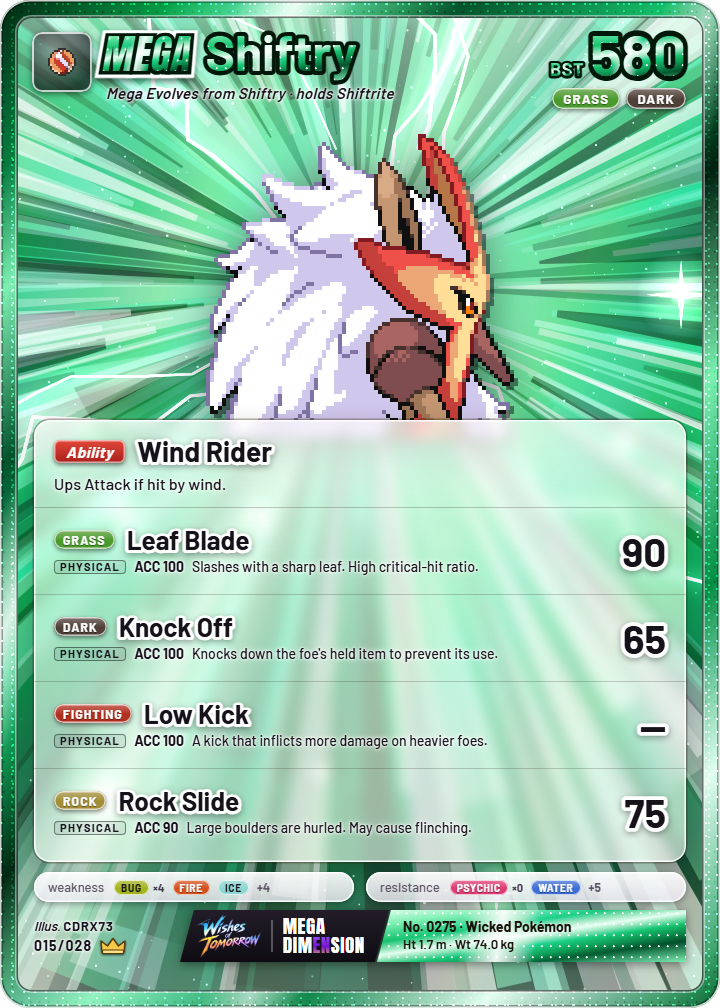 MEGA Shiftry
BST 580
Mega Evolves from Shiftry · holds Shiftrite
GRASS DARK
Ability Wind Rider
Ups Attack if hit by wind.
GRASS Leaf Blade
90
PHYSICAL ACC 100 Slashes with a sharp leaf. High critical-hit ratio.
DARK Knock Off
65
PHYSICAL ACC 100 Knocks down the foe's held item to prevent its use.
FIGHTING Low Kick
—
PHYSICAL ACC 100 A kick that inflicts more damage on heavier foes.
ROCK Rock Slide
75
PHYSICAL ACC 90 Large boulders are hurled. May cause flinching.
weakness BUG ×4 FIRE ICE +4
resistance PSYCHIC ×0 WATER +5
Illus. CDRX73
015/028
Wishes of Tomorrow
MEGA DIMENSION
No. 0275 · Wicked Pokémon
Ht 1.7 m · Wt 74.0 kg